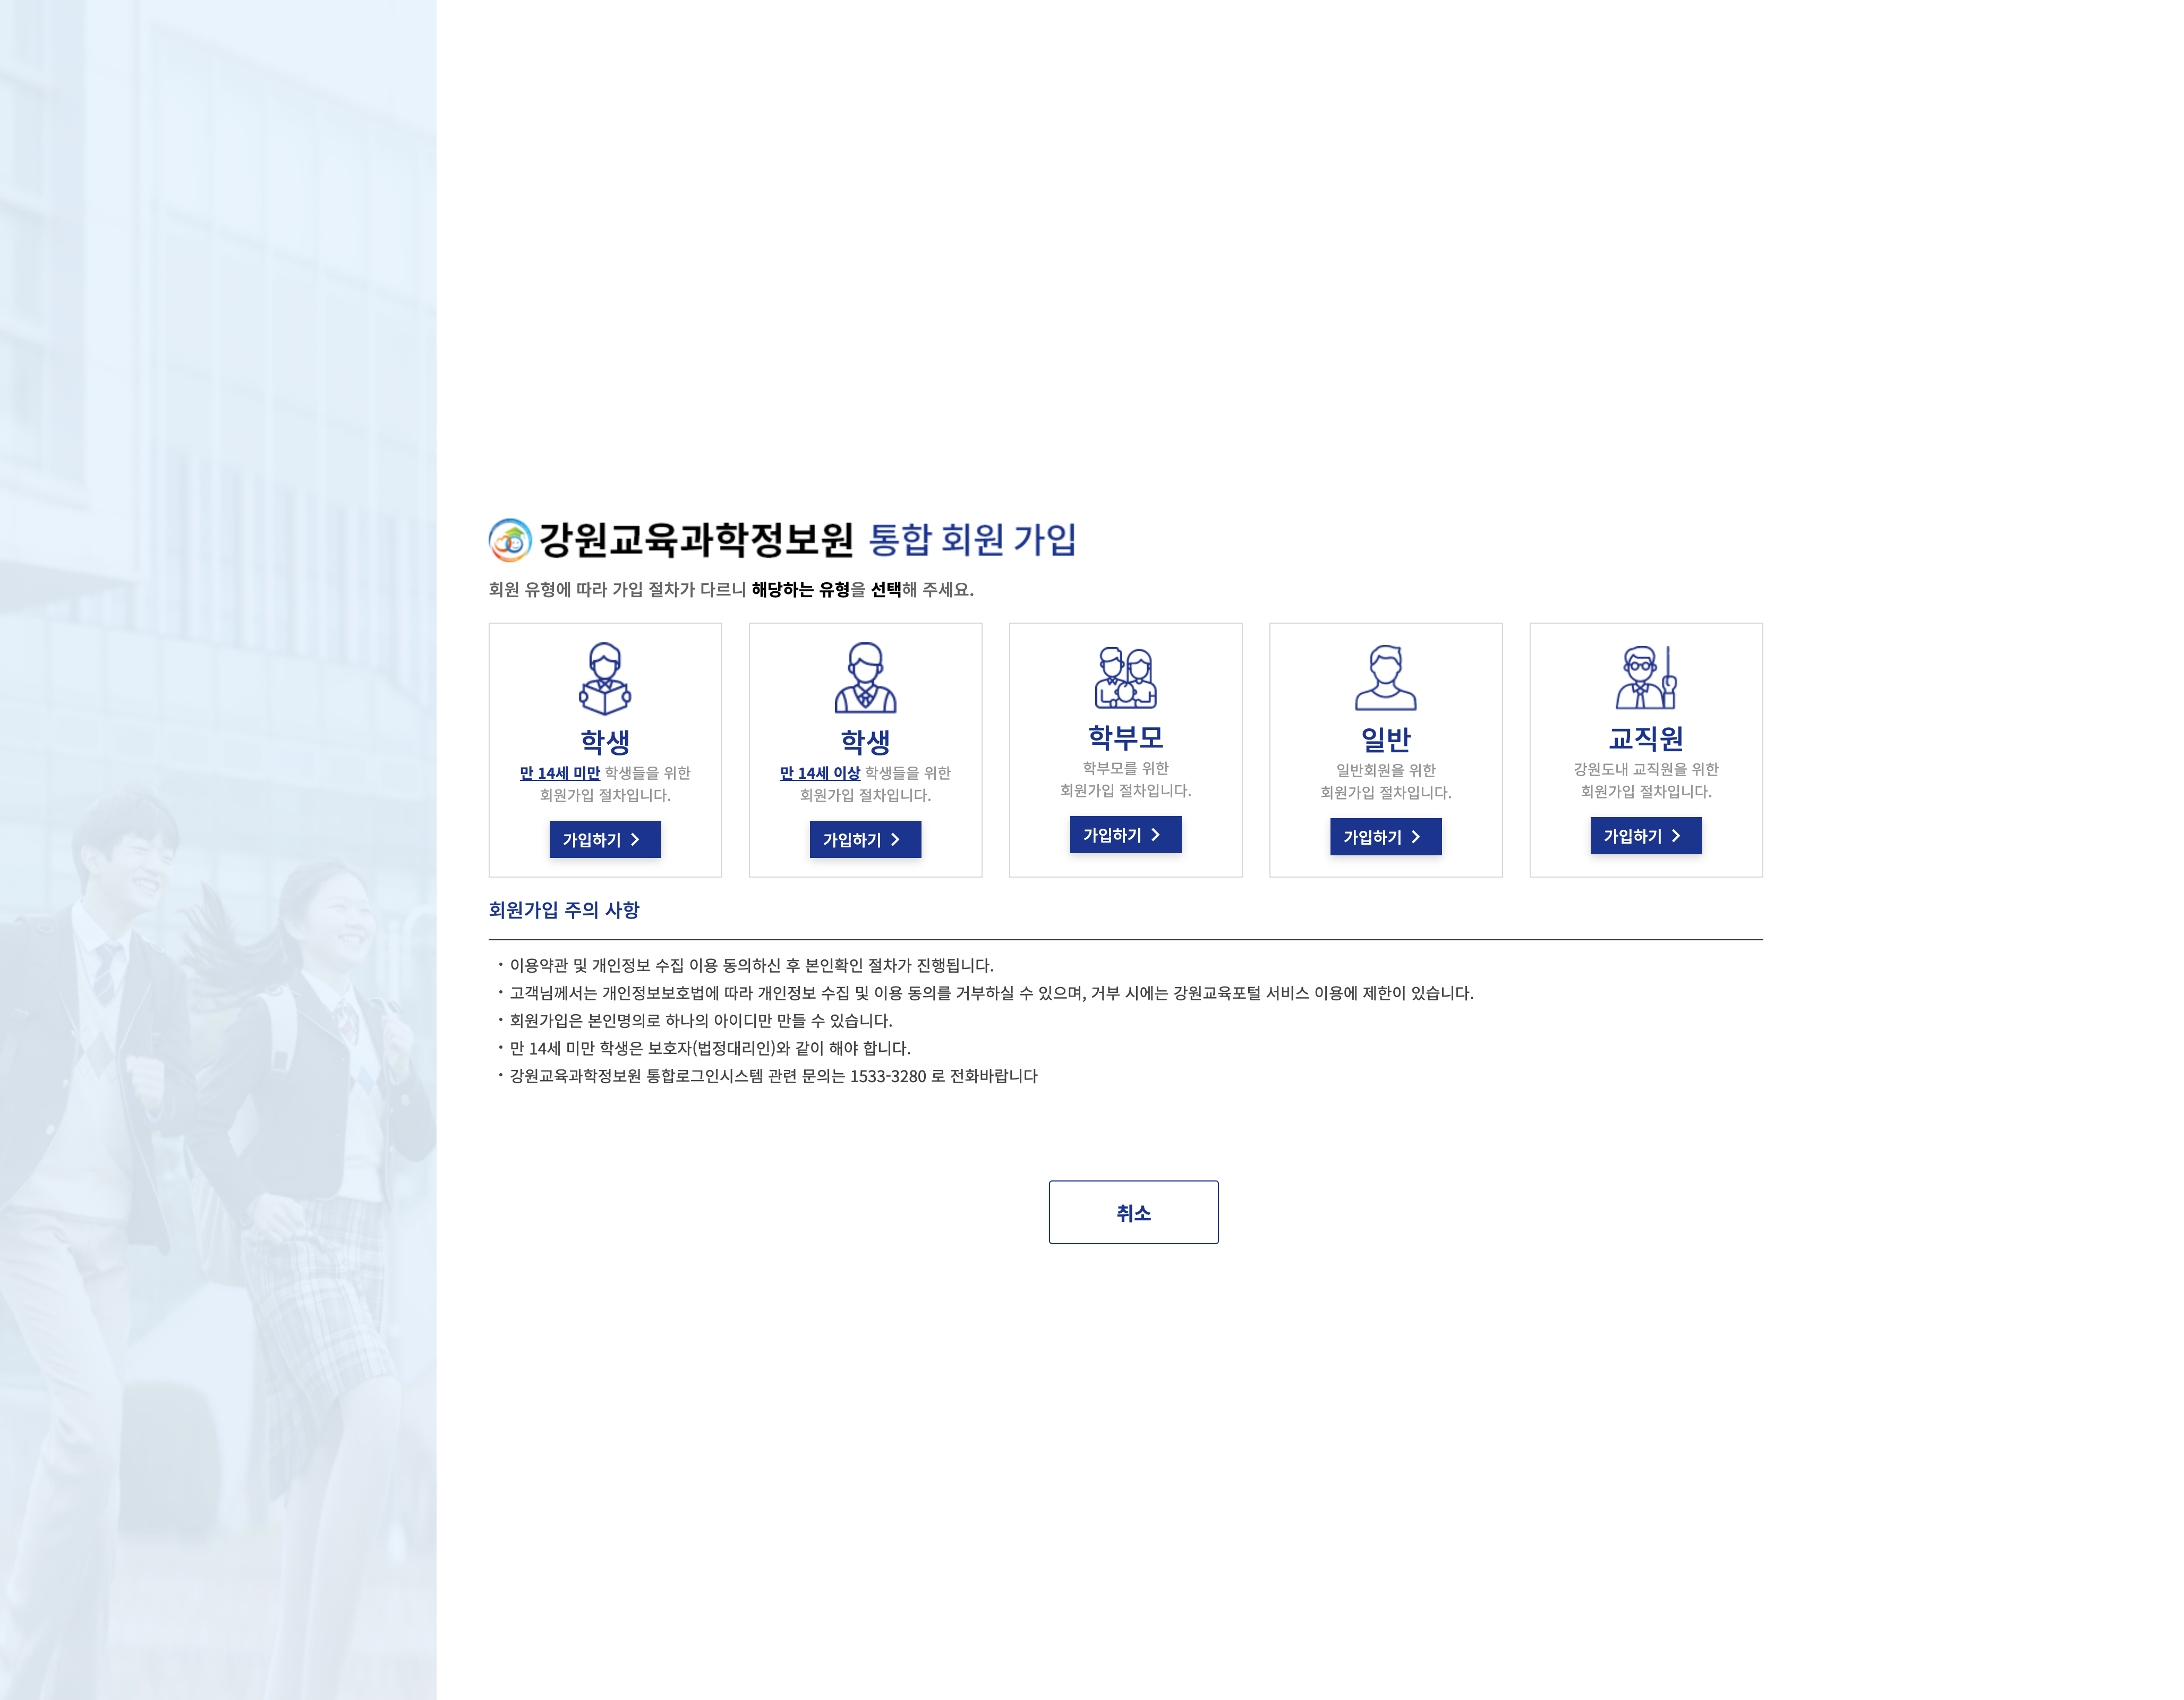 강원교육과학정보원 통합 회원 가입
회원 유형에 따라 가입 절차가 다르니 해당하는 유형을 선택해 주세요.
학생
만 14세 미만 학생들을 위한
회원가입 절차입니다.
가입하기
학생
만 14세 이상 학생들을 위한
회원가입 절차입니다.
가입하기
학부모
학부모를 위한
회원가입 절차입니다.
가입하기
일반
일반회원을 위한
회원가입 절차입니다.
가입하기
교직원
강원도내 교직원을 위한
회원가입 절차입니다.
가입하기
회원가입 주의 사항
· 이용약관 및 개인정보 수집 이용 동의하신 후 본인확인 절차가 진행됩니다.
· 고객님께서는 개인정보보호법에 따라 개인정보 수집 및 이용 동의를 거부하실 수 있으며, 거부 시에는 강원교육포털 서비스 이용에 제한이 있습니다.
· 회원가입은 본인명의로 하나의 아이디만 만들 수 있습니다.
· 만 14세 미만 학생은 보호자(법정대리인)와 같이 해야 합니다.
· 강원교육과학정보원 통합로그인시스템 관련 문의는 1533-3280 로 전화바랍니다
취소